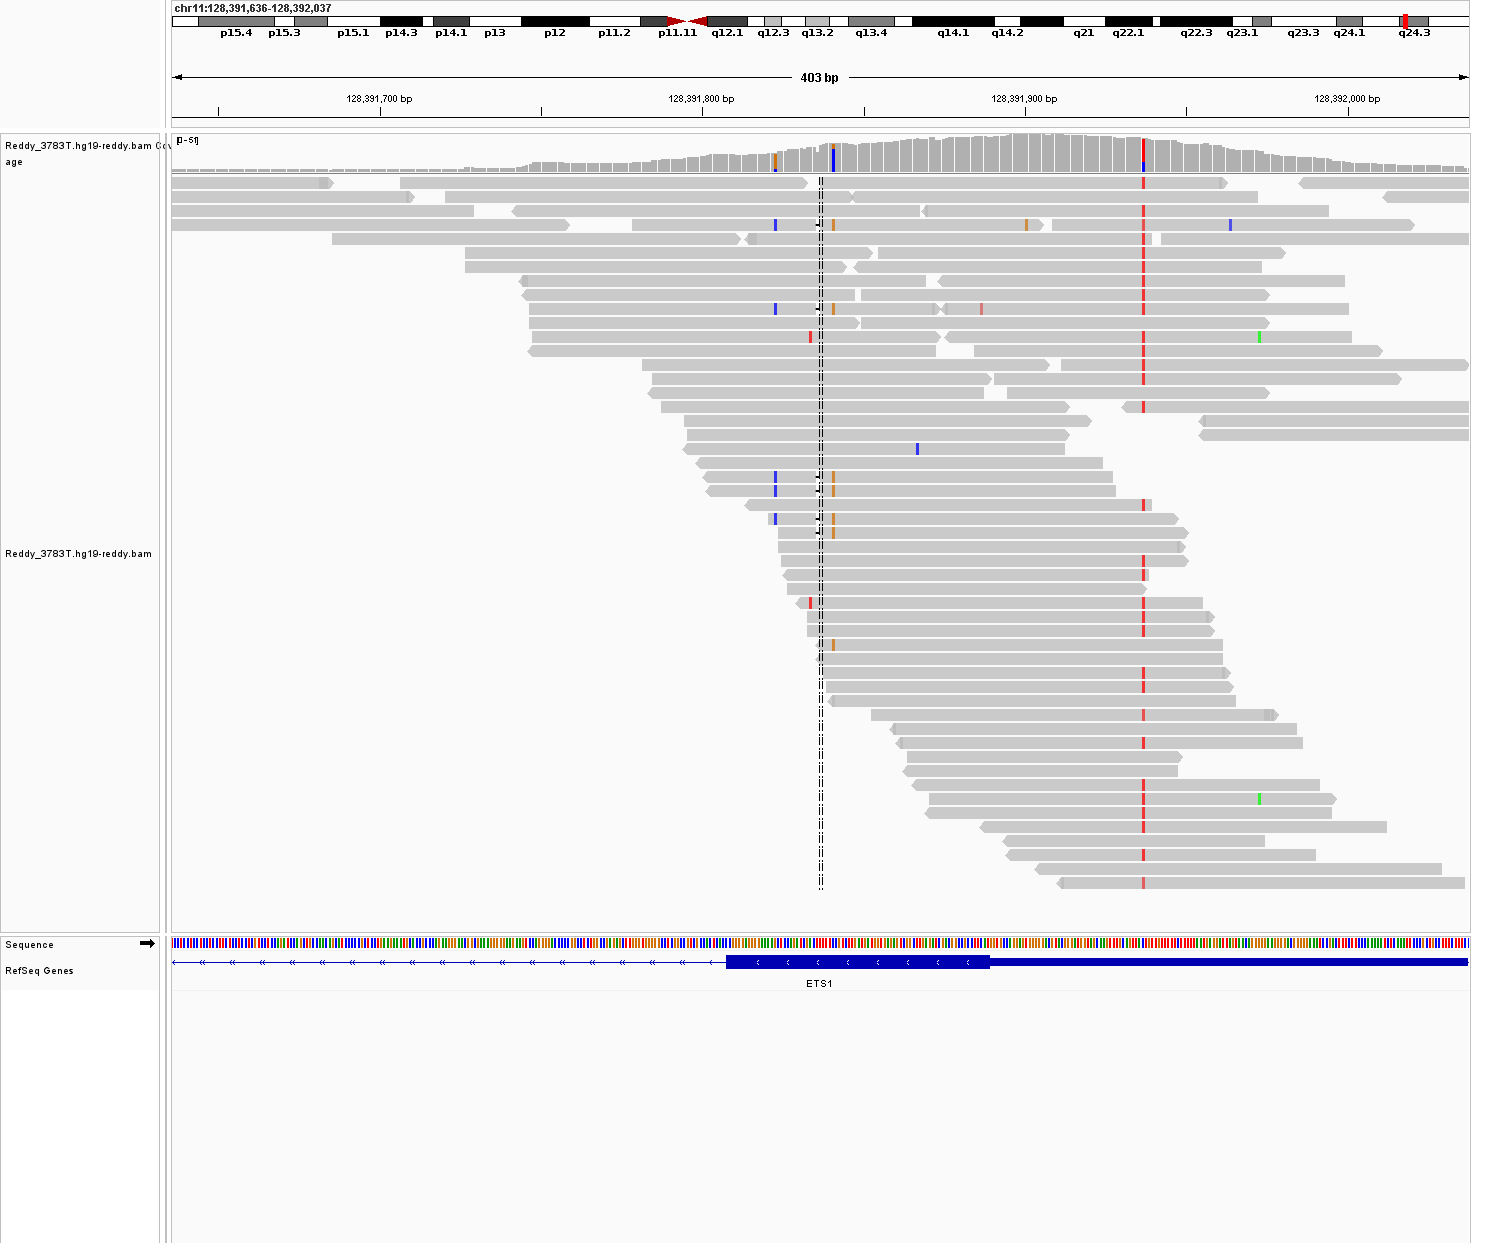 chr11:128,391,636-128,392,037
p15.4 p15.3 p15.1 p14.3 p14.1 p13 p12 p11.2 p11.11 q12.1 q12.3 q13.2 q13.4 q14.1 q14.2 q21 q22.1 q22.3 q23.1 q23.3 q24.1 q24.3
403 bp
128,391,700 bp 128,391,800 bp 128,391,900 bp 128,392,000 bp
Reddy_3783T.hg19-reddy.bam Cov
age
[0-51]
Reddy_3783T.hg19-reddy.bam
Sequence
RefSeq Genes
ETS1